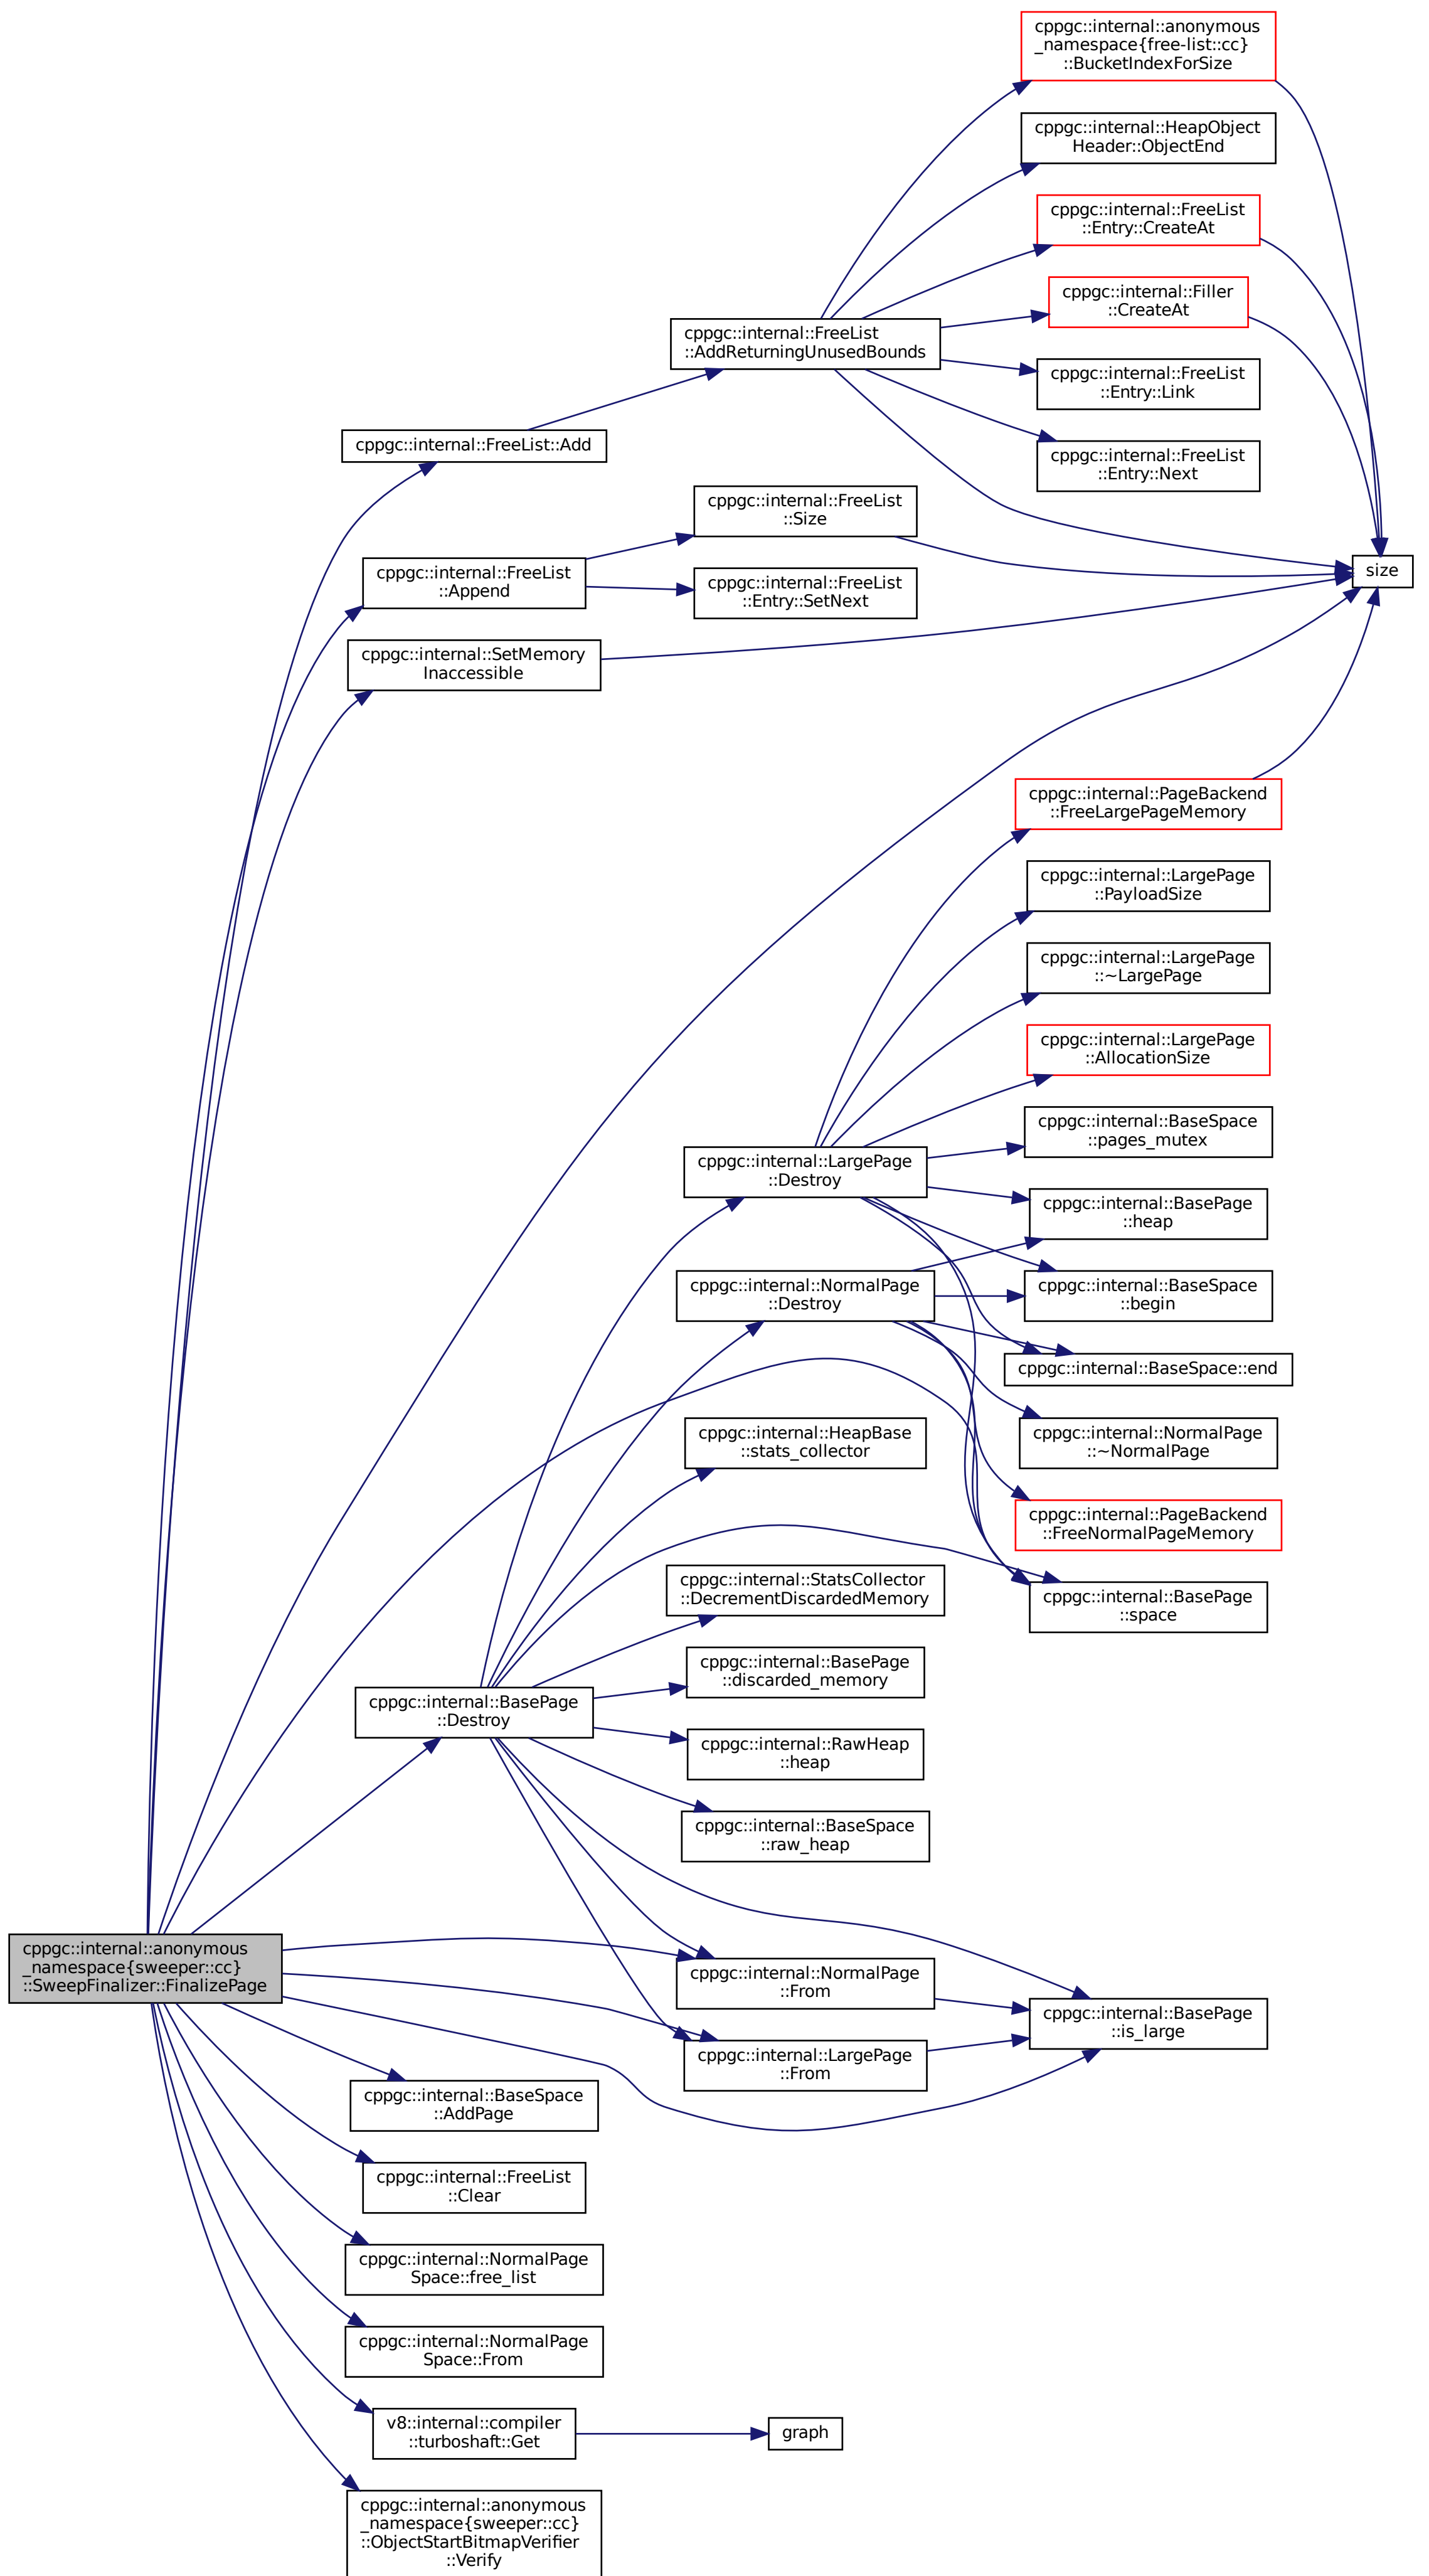 cppgc::internal::anonymous
_namespace{free-list::cc}
::BucketIndexForSize
cppgc::internal::HeapObject
Header::ObjectEnd
cppgc::internal::FreeList
::Entry::CreateAt
cppgc::internal::Filler
::CreateAt
cppgc::internal::FreeList
::AddReturningUnusedBounds
cppgc::internal::FreeList
::Entry::Link
cppgc::internal::FreeList::Add
cppgc::internal::FreeList
::Entry::Next
cppgc::internal::FreeList
::Size
cppgc::internal::FreeList
::Append
size
cppgc::internal::FreeList
::Entry::SetNext
cppgc::internal::SetMemory
Inaccessible
cppgc::internal::PageBackend
::FreeLargePageMemory
cppgc::internal::LargePage
::PayloadSize
cppgc::internal::LargePage
::~LargePage
cppgc::internal::LargePage
::AllocationSize
cppgc::internal::BaseSpace
::pages_mutex
cppgc::internal::LargePage
::Destroy
cppgc::internal::BasePage
::heap
cppgc::internal::NormalPage
::Destroy
cppgc::internal::BaseSpace
::begin
cppgc::internal::BaseSpace::end
cppgc::internal::HeapBase
::stats_collector
cppgc::internal::NormalPage
::~NormalPage
cppgc::internal::PageBackend
::FreeNormalPageMemory
cppgc::internal::StatsCollector
::DecrementDiscardedMemory
cppgc::internal::BasePage
::space
cppgc::internal::BasePage
::discarded_memory
cppgc::internal::BasePage
::Destroy
cppgc::internal::RawHeap
::heap
cppgc::internal::BaseSpace
::raw_heap
cppgc::internal::anonymous
_namespace{sweeper::cc}
::SweepFinalizer::FinalizePage
cppgc::internal::NormalPage
::From
cppgc::internal::BasePage
::is_large
cppgc::internal::LargePage
::From
cppgc::internal::BaseSpace
::AddPage
cppgc::internal::FreeList
::Clear
cppgc::internal::NormalPage
Space::free_list
cppgc::internal::NormalPage
Space::From
v8::internal::compiler
::turboshaft::Get
graph
cppgc::internal::anonymous
_namespace{sweeper::cc}
::ObjectStartBitmapVerifier
::Verify